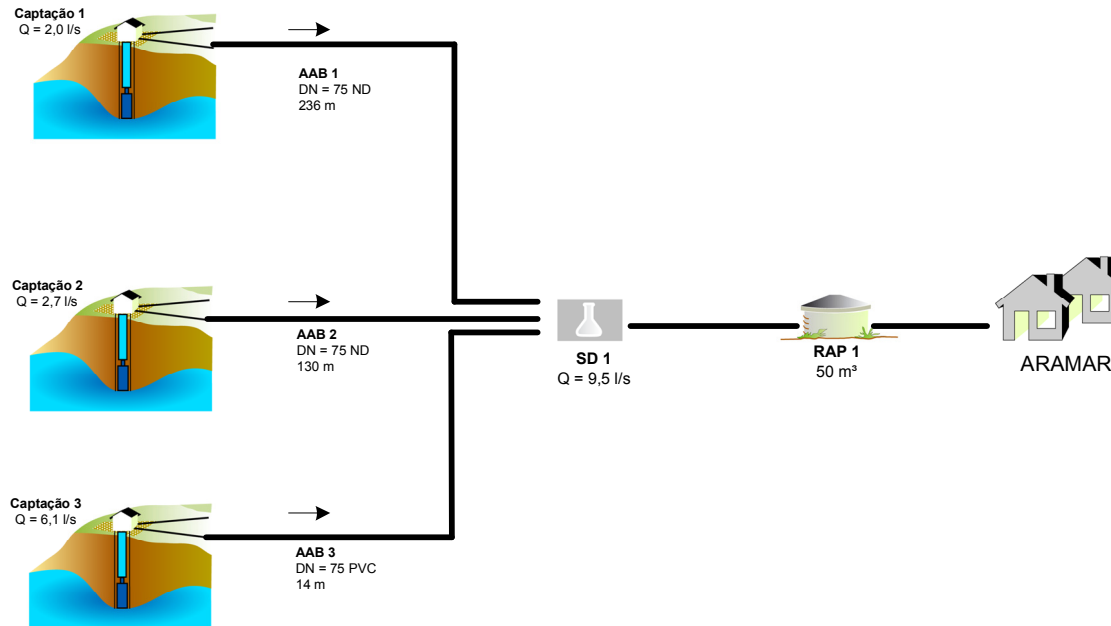 Captação 1
Q = 2,0 l/s
AAB 1
DN = 75 ND
236 m
Captação 2
Q = 2,7 l/s
AAB 2
DN = 75 ND
130 m
SD 1
Q = 9,5 l/s
RAP 1
50 m³
ARAMARI
Captação 3
Q = 6,1 l/s
AAB 3
DN = 75 PVC
14 m